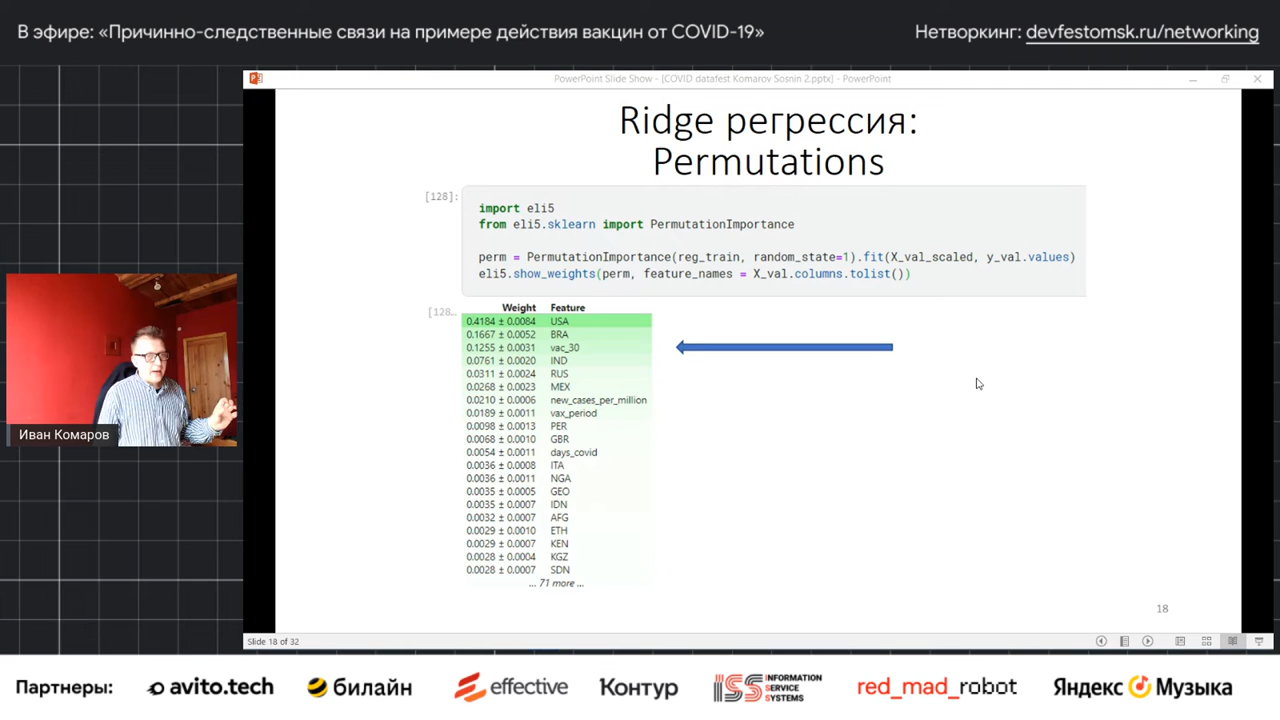 В эфире: «Причинно-следственные связи на примере действия вакцин от COVID-19»
Нетворкинг: devfestomsk.ru/networking
PowerPoint Slide Show - [COVID datafest Komarov Sosnin 2.pptx] - PowerPoint
Ridge регрессия:
Permutations
[128]:
import eli5
from eli5.sklearn import PermutationImportance
perm = PermutationImportance(reg_train, random_state=1).fit(X_val_scaled, y_val.values)
eli5.show_weights(perm, feature_names = X_val.columns.tolist())
[128...
Weight Feature
0.4184 ± 0.0084 USA
0.1667 ± 0.0052 BRA
0.1255 ± 0.0031 vac_30
0.0761 ± 0.0020 IND
0.0311 ± 0.0024 RUS
0.0268 ± 0.0023 MEX
0.0210 ± 0.0006 new_cases_per_million
0.0189 ± 0.0011 vax_period
0.0098 ± 0.0013 PER
0.0068 ± 0.0010 GBR
0.0054 ± 0.0011 days_covid
0.0036 ± 0.0008 ITA
0.0036 ± 0.0011 NGA
0.0035 ± 0.0005 GEO
0.0035 ± 0.0007 IDN
0.0032 ± 0.0007 AFG
0.0029 ± 0.0010 ETH
0.0029 ± 0.0007 KEN
0.0028 ± 0.0004 KGZ
0.0028 ± 0.0007 SDN
... 71 more ...
Иван Комаров
18
Slide 18 of 32
Партнеры:
avito.tech
билайн
effective
Контур
ISS INFORMATION SERVICE SYSTEMS
red_mad_robot
Яндекс Музыка